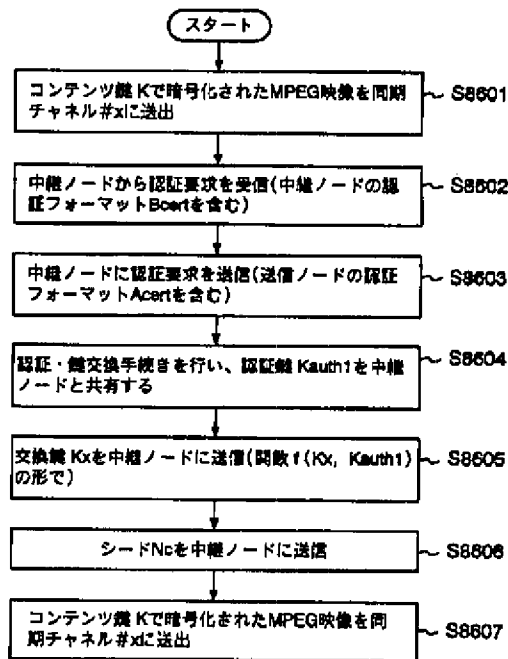 スタート
コンテンツ鍵Kで暗号化されたMPEG映像を同期
チャネル#xに送出
S8601
中継ノードから認証要求を受信(中継ノードの認
証フォーマットBcertを含む)
S8602
中継ノードに認証要求を送信(送信ノードの認証
フォーマットAcertを含む)
S8603
認証・鍵交換手続きを行い、認証鍵 Kauth1を中継
ノードと共有する
S8604
交換鍵 Kxを中継ノードに送信(関数f(Kx, Kauth1)
の形で)
S8605
シードNcを中継ノードに送信
S8606
コンテンツ鍵Kで暗号化されたMPEG映像を同
期チャネル#xに送出
S8607